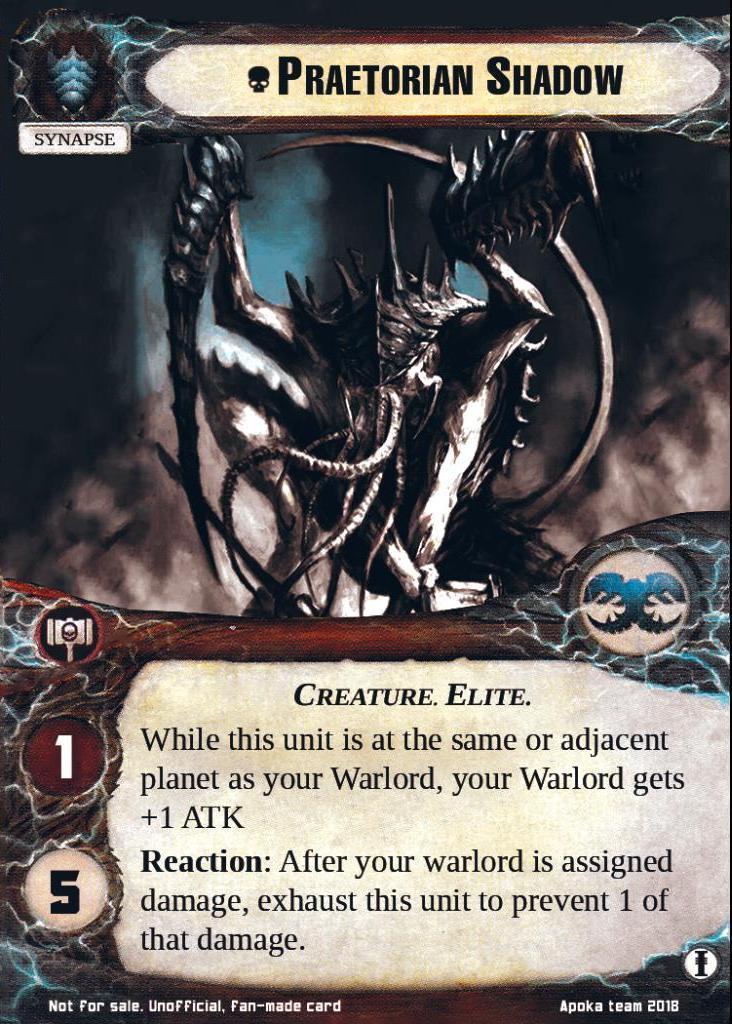 Praetorian Shadow
SYNAPSE
Creature. Elite.
1
While this unit is at the same or adjacent
planet as your Warlord, your Warlord gets
+1 ATK
5
Reaction: After your warlord is assigned
damage, exhaust this unit to prevent 1 of
that damage.
I
Not for sale. Unofficial, fan-made card
Apoka team 2018